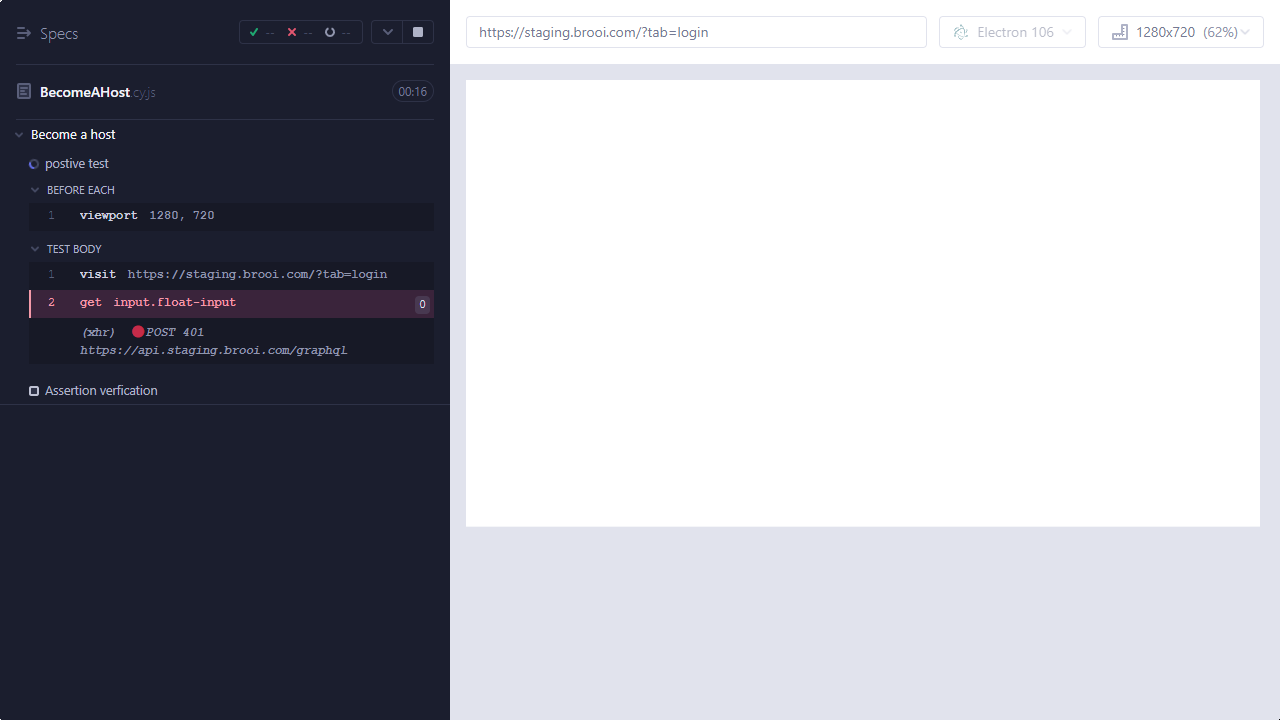 Specs
--
--
--
BecomeAHost.cy.js
00:16
Become a host
postive test
BEFORE EACH
1 viewport 1280, 720
TEST BODY
1 visit https://staging.brooi.com/?tab=login
2 get input.float-input 0
(xhr) POST 401
https://api.staging.brooi.com/graphql
Assertion verfication
https://staging.brooi.com/?tab=login
Electron 106
1280x720 (62%)